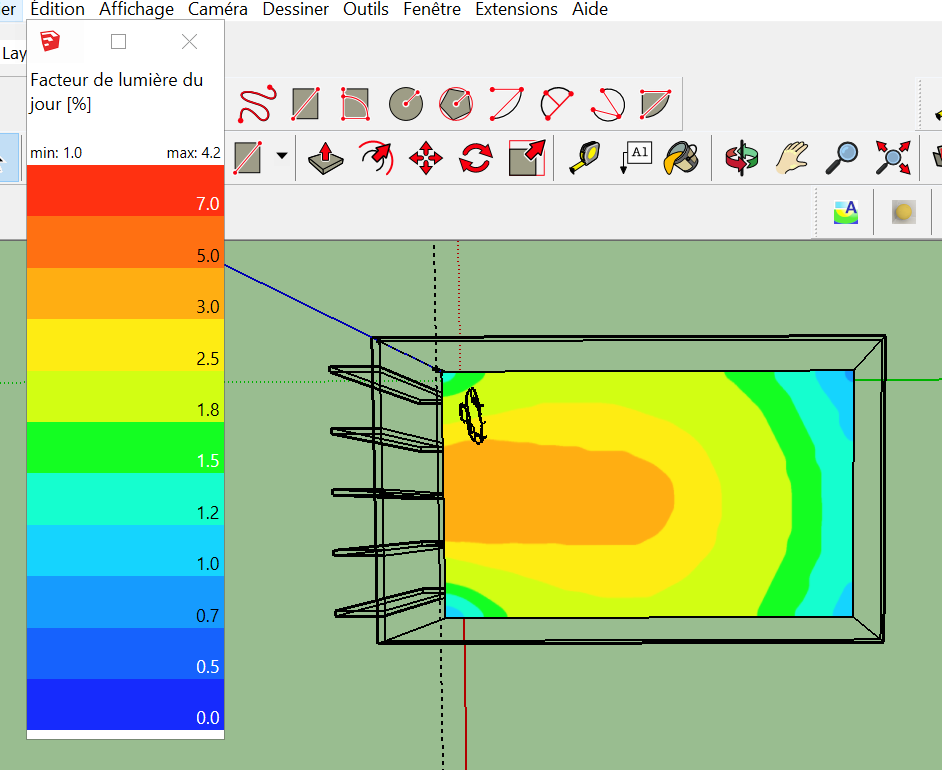 er Édition Affichage Caméra Dessiner Outils Fenêtre Extensions Aide
Lay
Facteur de lumière du
jour [%]
min: 1.0 max: 4.2
A1
A
7.0
5.0
3.0
2.5
1.8
1.5
1.2
1.0
0.7
0.5
0.0